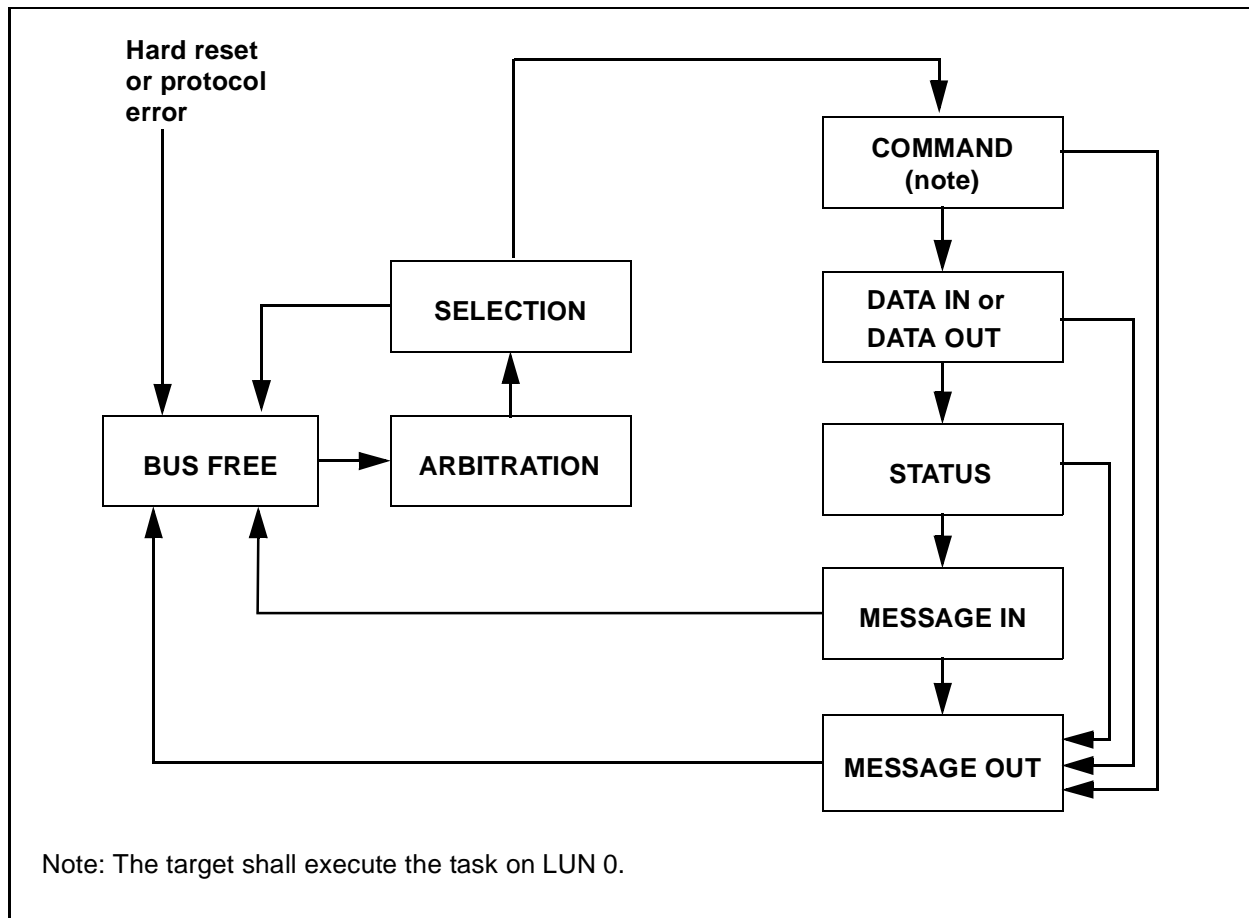 Hard reset
or protocol
error
COMMAND
(note)
SELECTION
DATA IN or
DATA OUT
BUS FREE
ARBITRATION
STATUS
MESSAGE IN
MESSAGE OUT
Note: The target shall execute the task on LUN 0.